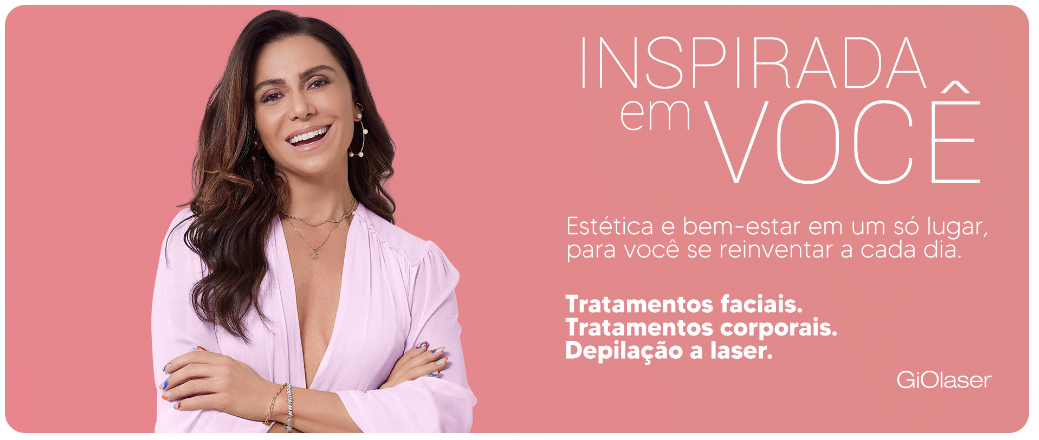 INSPIRADA
em VOCÊ
Estética e bem-estar em um só lugar,
para você se reinventar a cada dia.
Tratamentos faciais.
Tratamentos corporais.
Depilação a laser.
GiOlaser